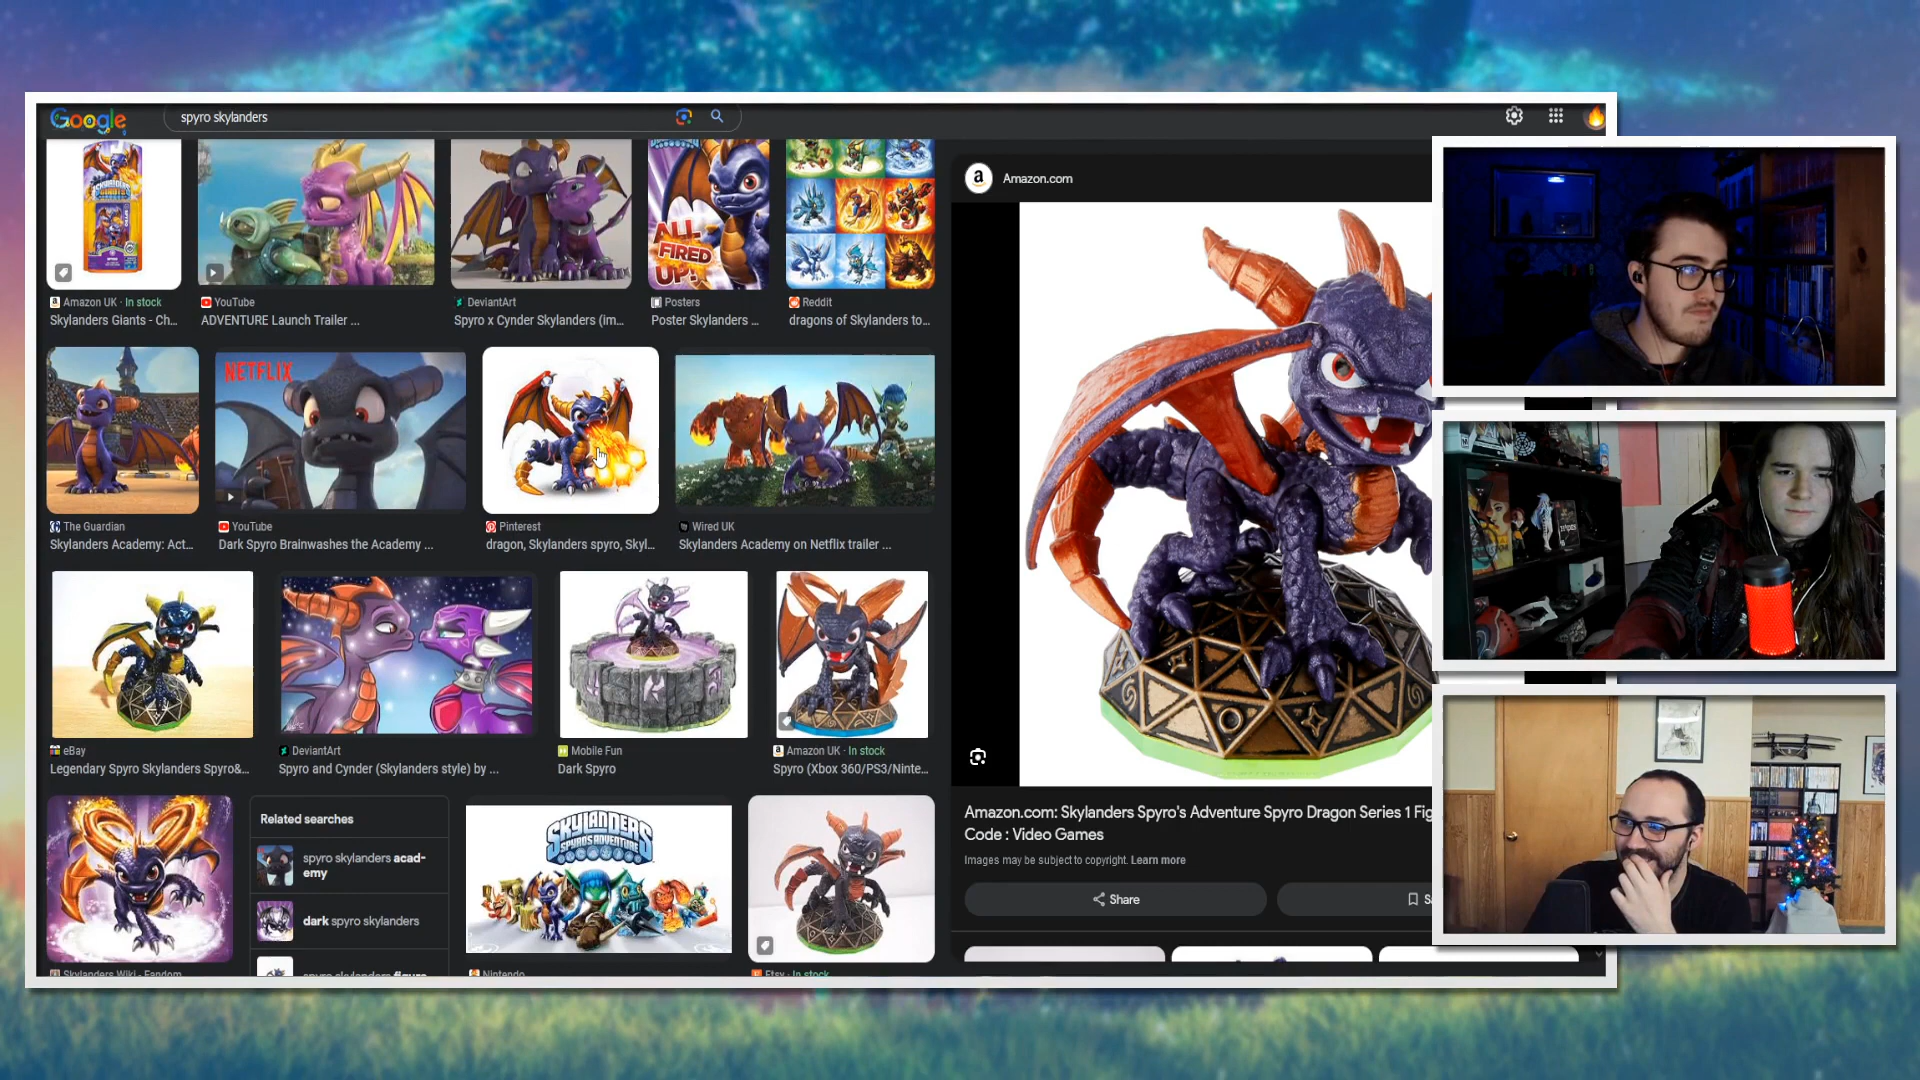 Google
spyro skylanders
Amazon UK · In stock
Skylanders Giants - Ch...
YouTube
ADVENTURE Launch Trailer ...
DeviantArt
Spyro x Cynder Skylanders (im...
ALL
FIRED
UP!
Posters
Poster Skylanders ...
Reddit
dragons of Skylanders to...
a
Amazon.com
The Guardian
Skylanders Academy: Act...
NETFLIX
YouTube
Dark Spyro Brainwashes the Academy ...
Pinterest
dragon, Skylanders spyro, Skyl...
Wired UK
Skylanders Academy on Netflix trailer ...
eBay
Legendary Spyro Skylanders Spyro&...
DeviantArt
Spyro and Cynder (Skylanders style) by ...
Mobile Fun
Dark Spyro
Amazon UK · In stock
Spyro (Xbox 360/PS3/Ninte...
Skylanders Wiki - Fandom
Related searches
spyro skylanders acad-
emy
dark spyro skylanders
spyro skylanders figure
SKYLANDERS
SPYRO'S ADVENTURE
Nintendo
Etsy · In stock
Amazon.com: Skylanders Spyro's Adventure Spyro Dragon Series 1 Fig
Code : Video Games
Images may be subject to copyright. Learn more
Share